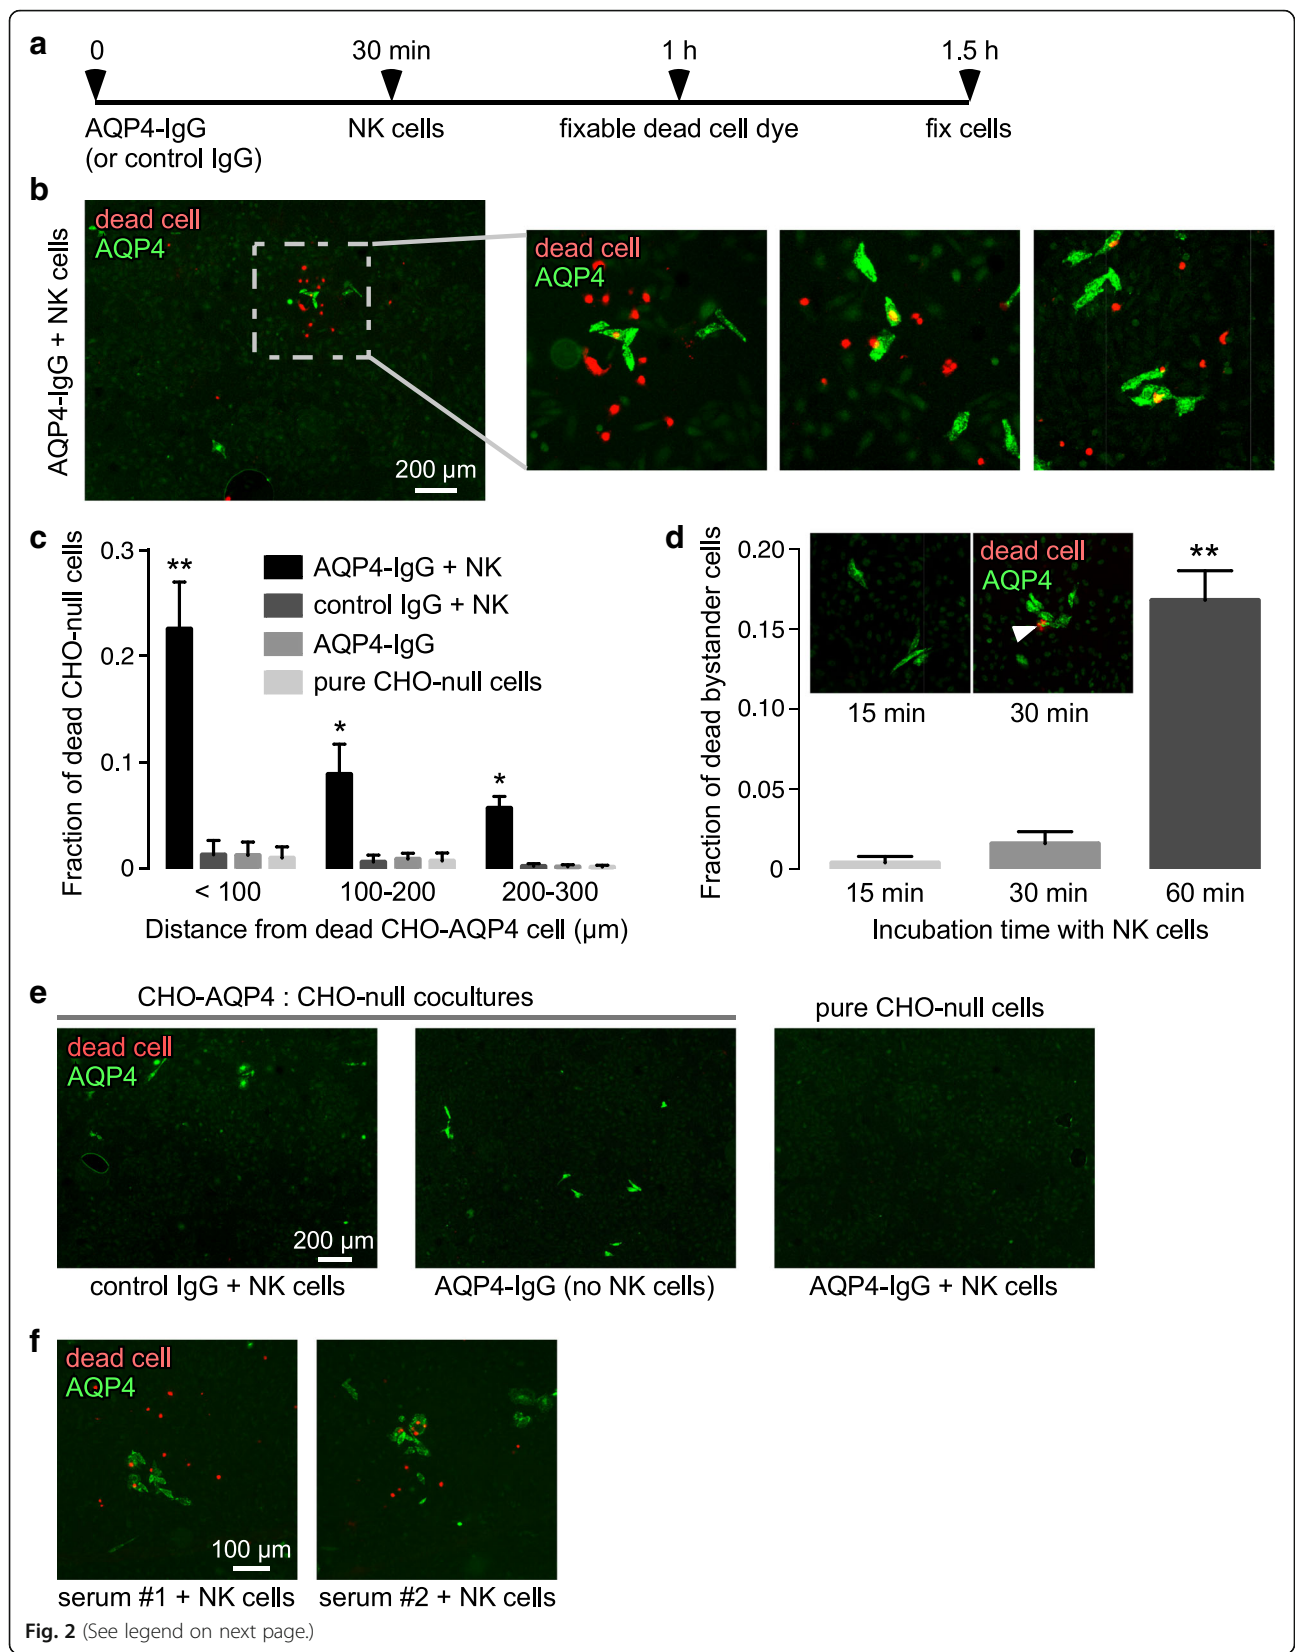 a
0 30 min 1 h 1.5 h
AQP4-IgG NK cells fixable dead cell dye fix cells
(or control IgG)
b
AQP4-IgG + NK cells
dead cell
AQP4
200 µm
dead cell
AQP4
c
Fraction of dead CHO-null cells
0.3
0.2
0.1
0
**
*
*
AQP4-IgG + NK
control IgG + NK
AQP4-IgG
pure CHO-null cells
< 100 100-200 200-300
Distance from dead CHO-AQP4 cell (µm)
d
Fraction of dead bystander cells
0.20
0.15
0.10
0.05
0
dead cell
AQP4
15 min 30 min
**
15 min 30 min 60 min
Incubation time with NK cells
e
CHO-AQP4 : CHO-null cocultures
pure CHO-null cells
dead cell
AQP4
200 µm
control IgG + NK cells AQP4-IgG (no NK cells) AQP4-IgG + NK cells
f
dead cell
AQP4
100 µm
serum #1 + NK cells serum #2 + NK cells
Fig. 2 (See legend on next page.)